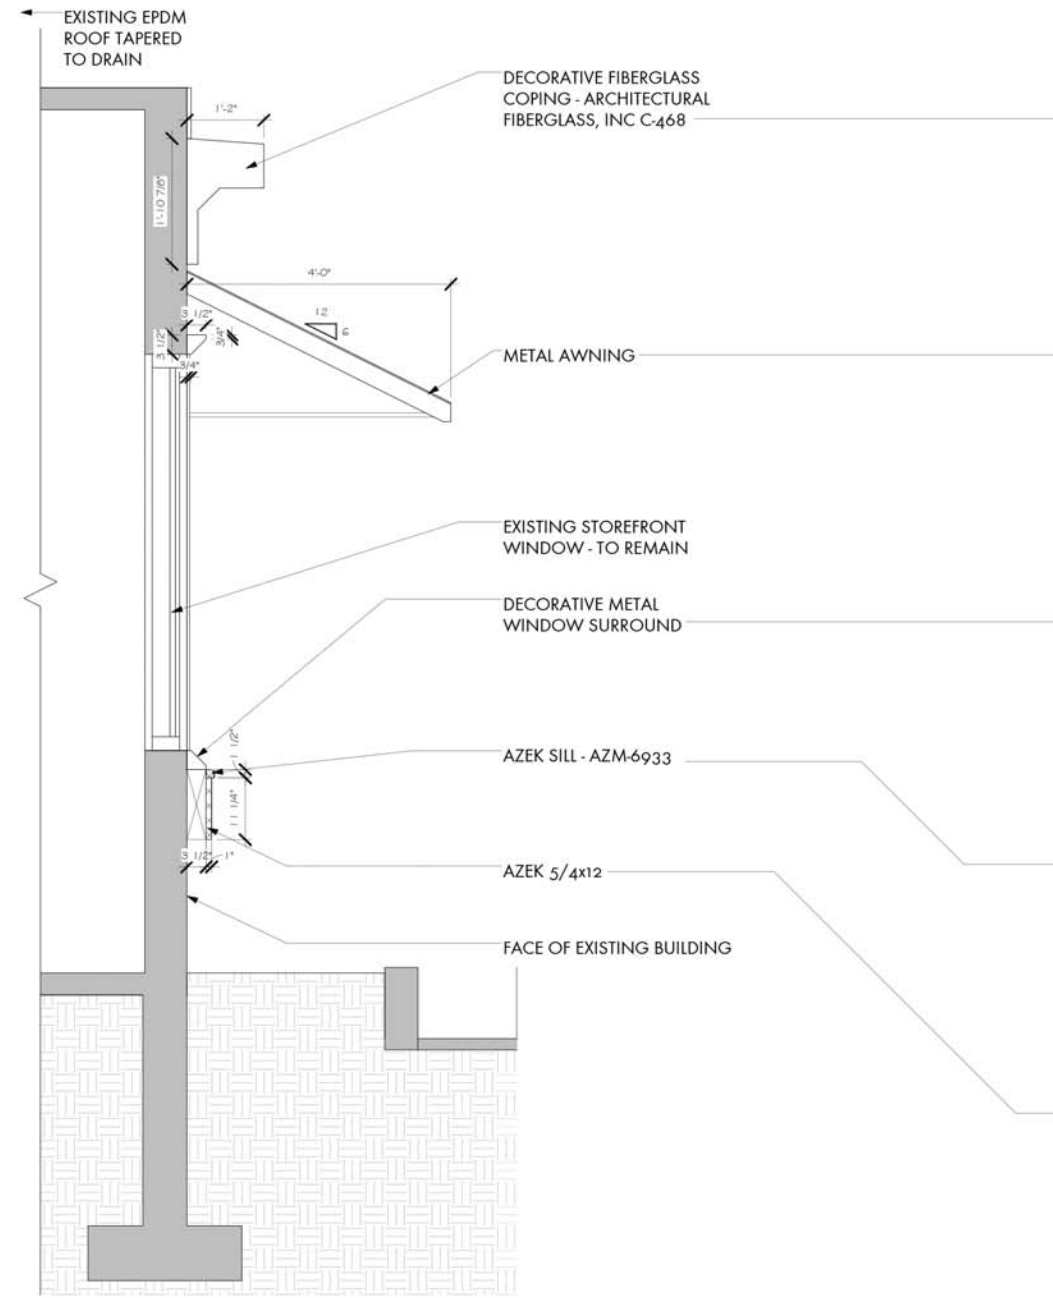 EXISTING EPDM
ROOF TAPERED
TO DRAIN
DECORATIVE FIBERGLASS
COPING - ARCHITECTURAL
FIBERGLASS, INC C-468
1'-2"
1'-10 7/8"
4'-0"
12
6
3 1/2"
3/4"
3 1/2"
3/4"
METAL AWNING
EXISTING STOREFRONT
WINDOW - TO REMAIN
DECORATIVE METAL
WINDOW SURROUND
1 1/2"
AZEK SILL - AZM-6933
11 1/4"
3 1/2"
1"
AZEK 5/4x12
FACE OF EXISTING BUILDING